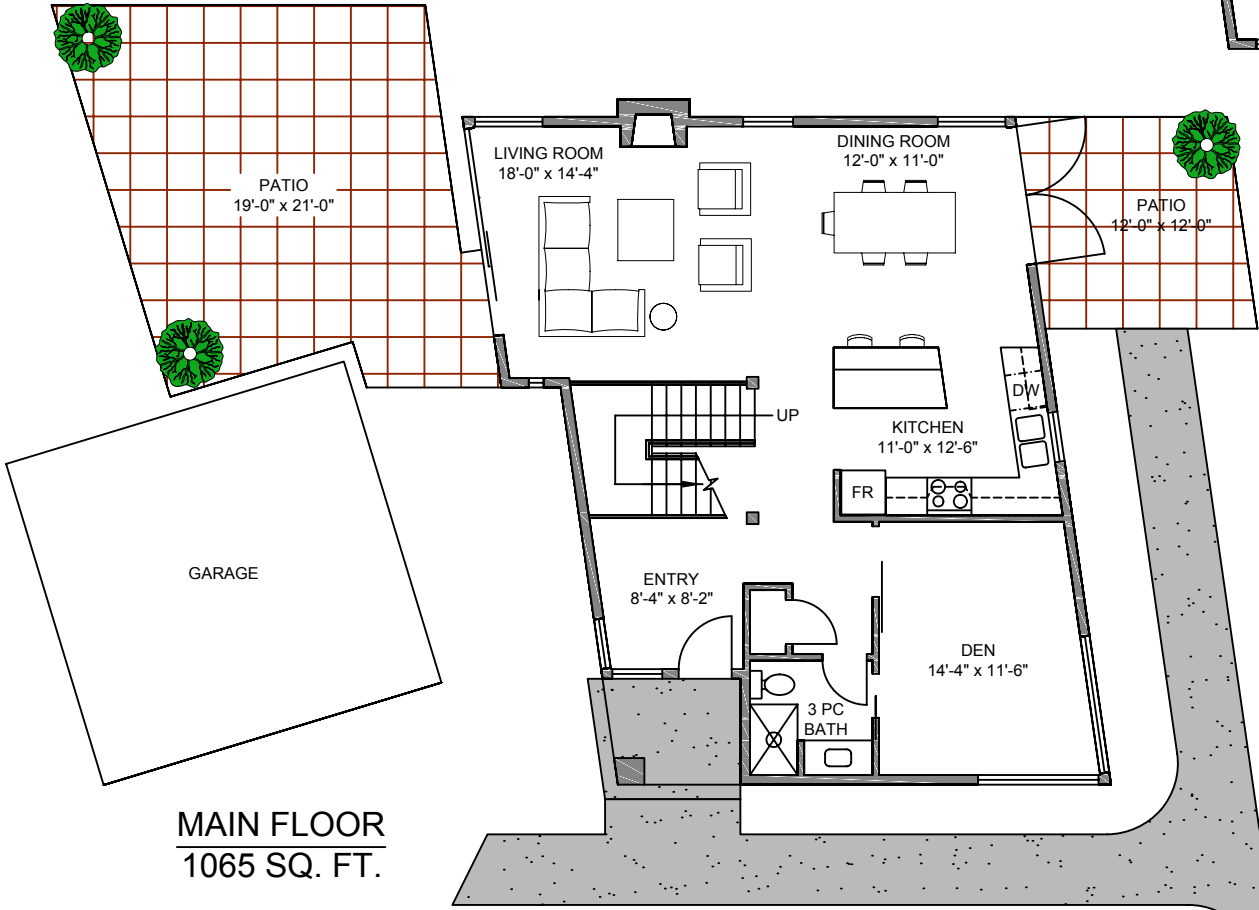 LIVING ROOM
18'-0" x 14'-4"
DINING ROOM
12'-0" x 11'-0"
PATIO
19'-0" x 21'-0"
PATIO
12'-0" x 12'-0"
DW
UP
KITCHEN
11'-0" x 12'-6"
FR
GARAGE
ENTRY
8'-4" x 8'-2"
DEN
14'-4" x 11'-6"
3 PC
BATH
MAIN FLOOR
1065 SQ. FT.